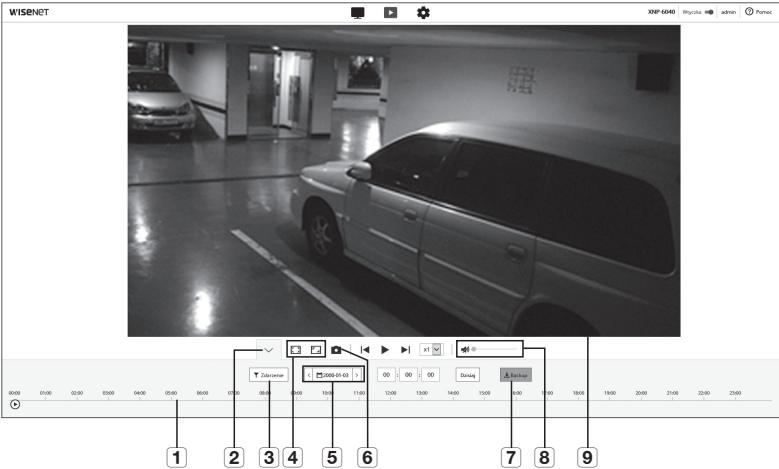 WISENET
XNP-6040 Wtyczka admin ? Pomoc
x1
Zdarzenie < 2000-01-03 > 00 : 00 : 00 Dzisiaj Backup
00:00 01:00 02:00 03:00 04:00 05:00 06:00 07:00 08:00 09:00 10:00 11:00 12:00 13:00 14:00 15:00 16:00 17:00 18:00 19:00 20:00 21:00 22:00 23:00
1 2 3 4 5 6 7 8 9